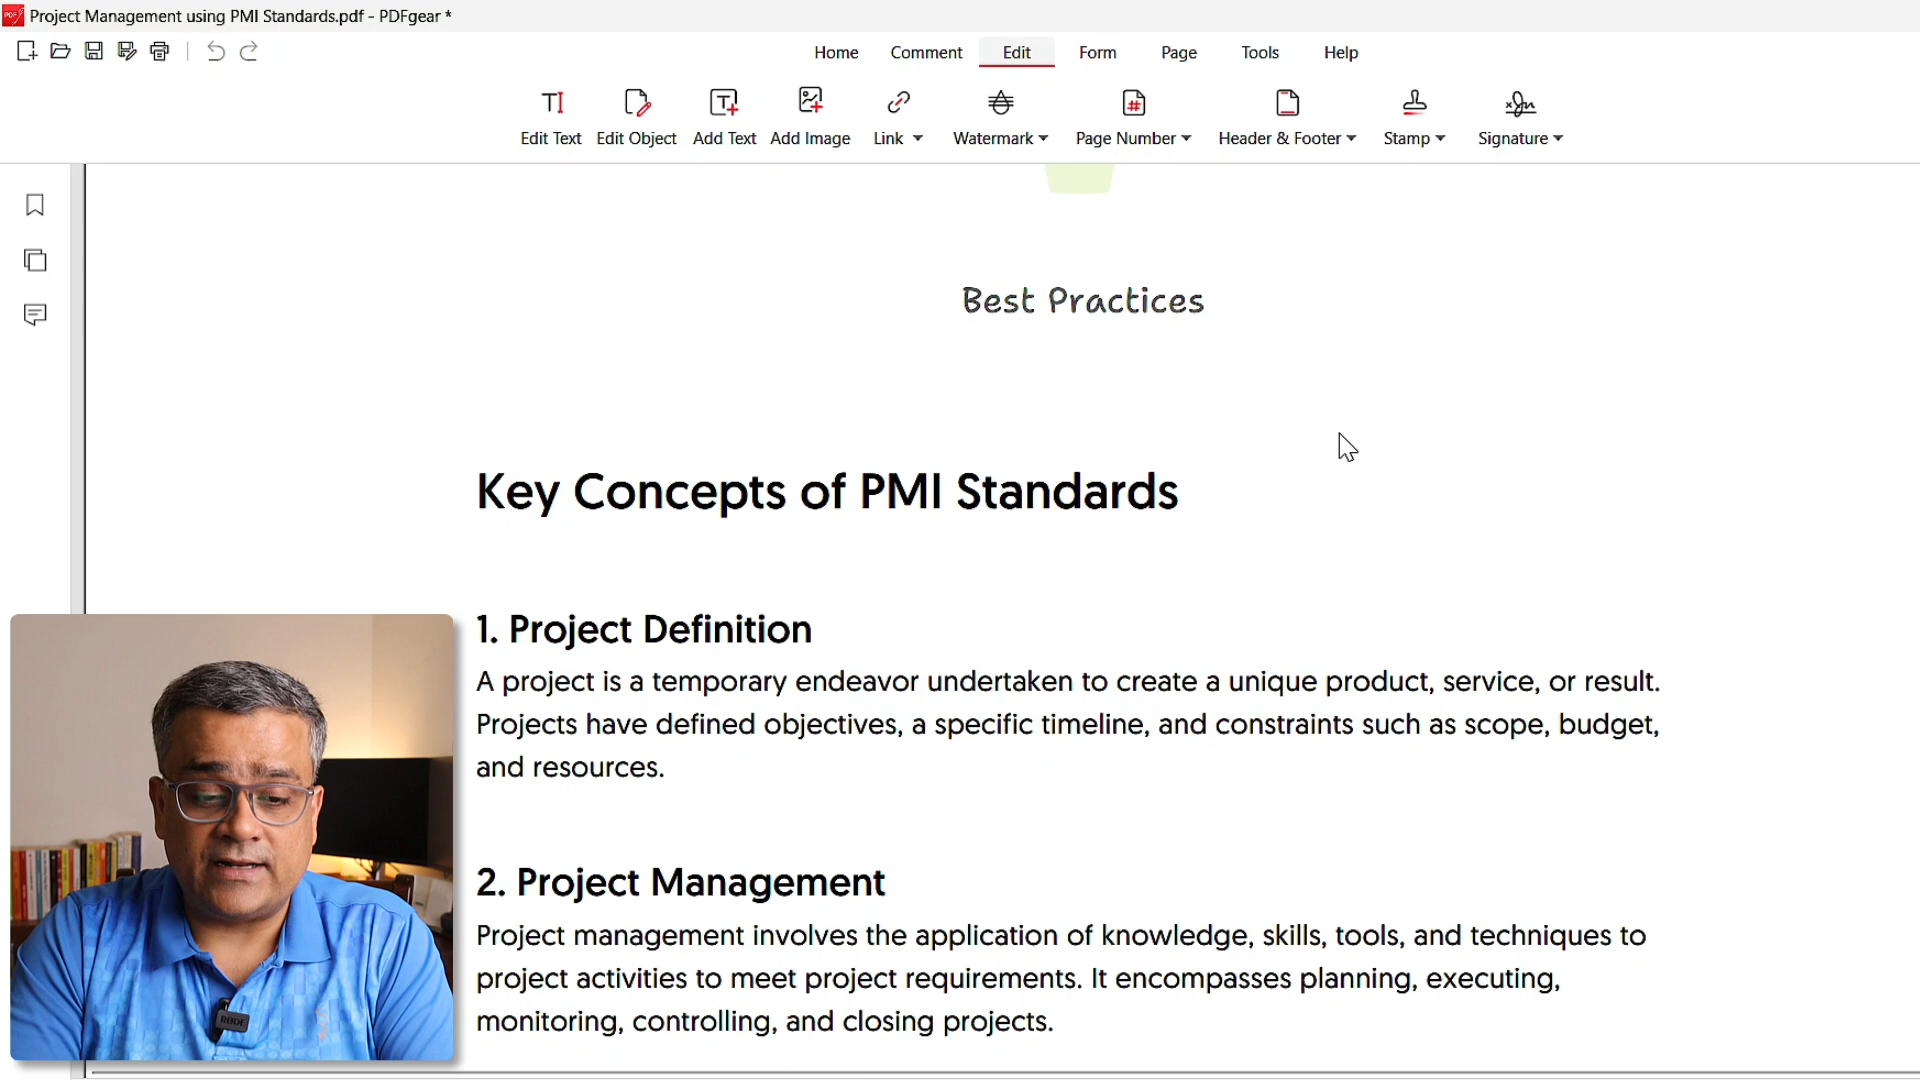 Project Management using PMI Standards.pdf - PDFgear *
Home Comment Edit Form Page Tools Help
Edit Text Edit Object Add Text Add Image Link Watermark Page Number Header & Footer Stamp Signature
Best Practices
Key Concepts of PMI Standards
1. Project Definition
A project is a temporary endeavor undertaken to create a unique product, service, or result.
Projects have defined objectives, a specific timeline, and constraints such as scope, budget,
and resources.
2. Project Management
Project management involves the application of knowledge, skills, tools, and techniques to
project activities to meet project requirements. It encompasses planning, executing,
monitoring, controlling, and closing projects.
RODE